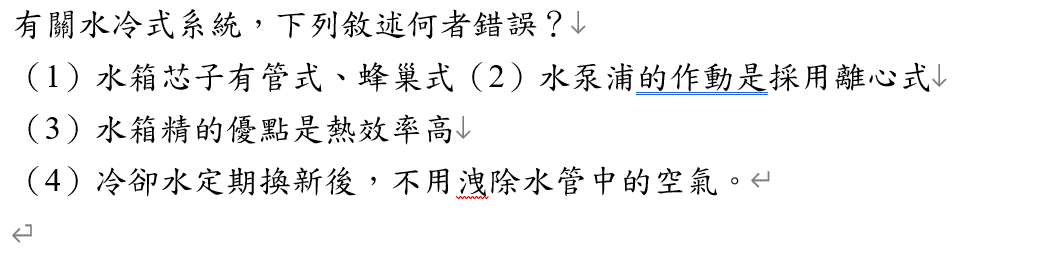 有關水冷式系統，下列敘述何者錯誤？↓
（1）水箱芯子有管式、蜂巢式（2）水泵浦的作動是採用離心式↓
（3）水箱精的優點是熱效率高↓
（4）冷卻水定期換新後，不用洩除水管中的空氣。↵
↵